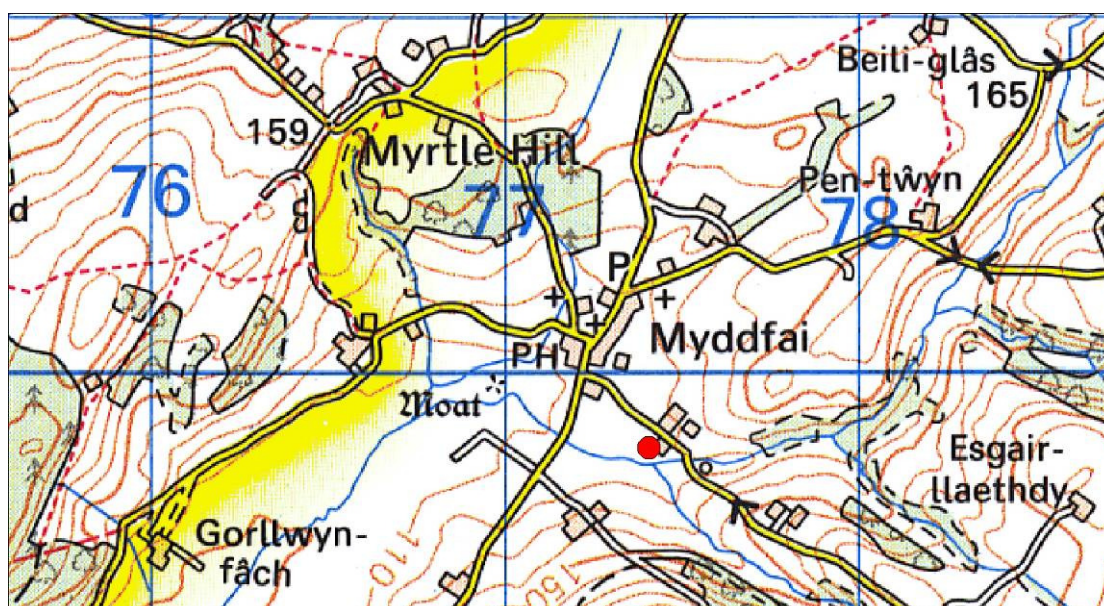 Beili-glâs
165
159
Myrtle Hill
76
77
Pen-tŵyn
78
d
P
Myddfai
PH
Moat
Esgair-
llaethdy
Gorllwyn-
fâch
110
150